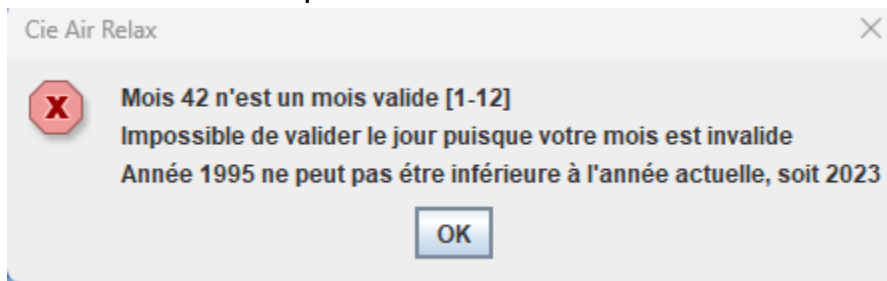 Cie Air Relax
Mois 42 n'est un mois valide [1-12]
Impossible de valider le jour puisque votre mois est invalide
Année 1995 ne peut pas étre inférieure à l'année actuelle, soit 2023
OK